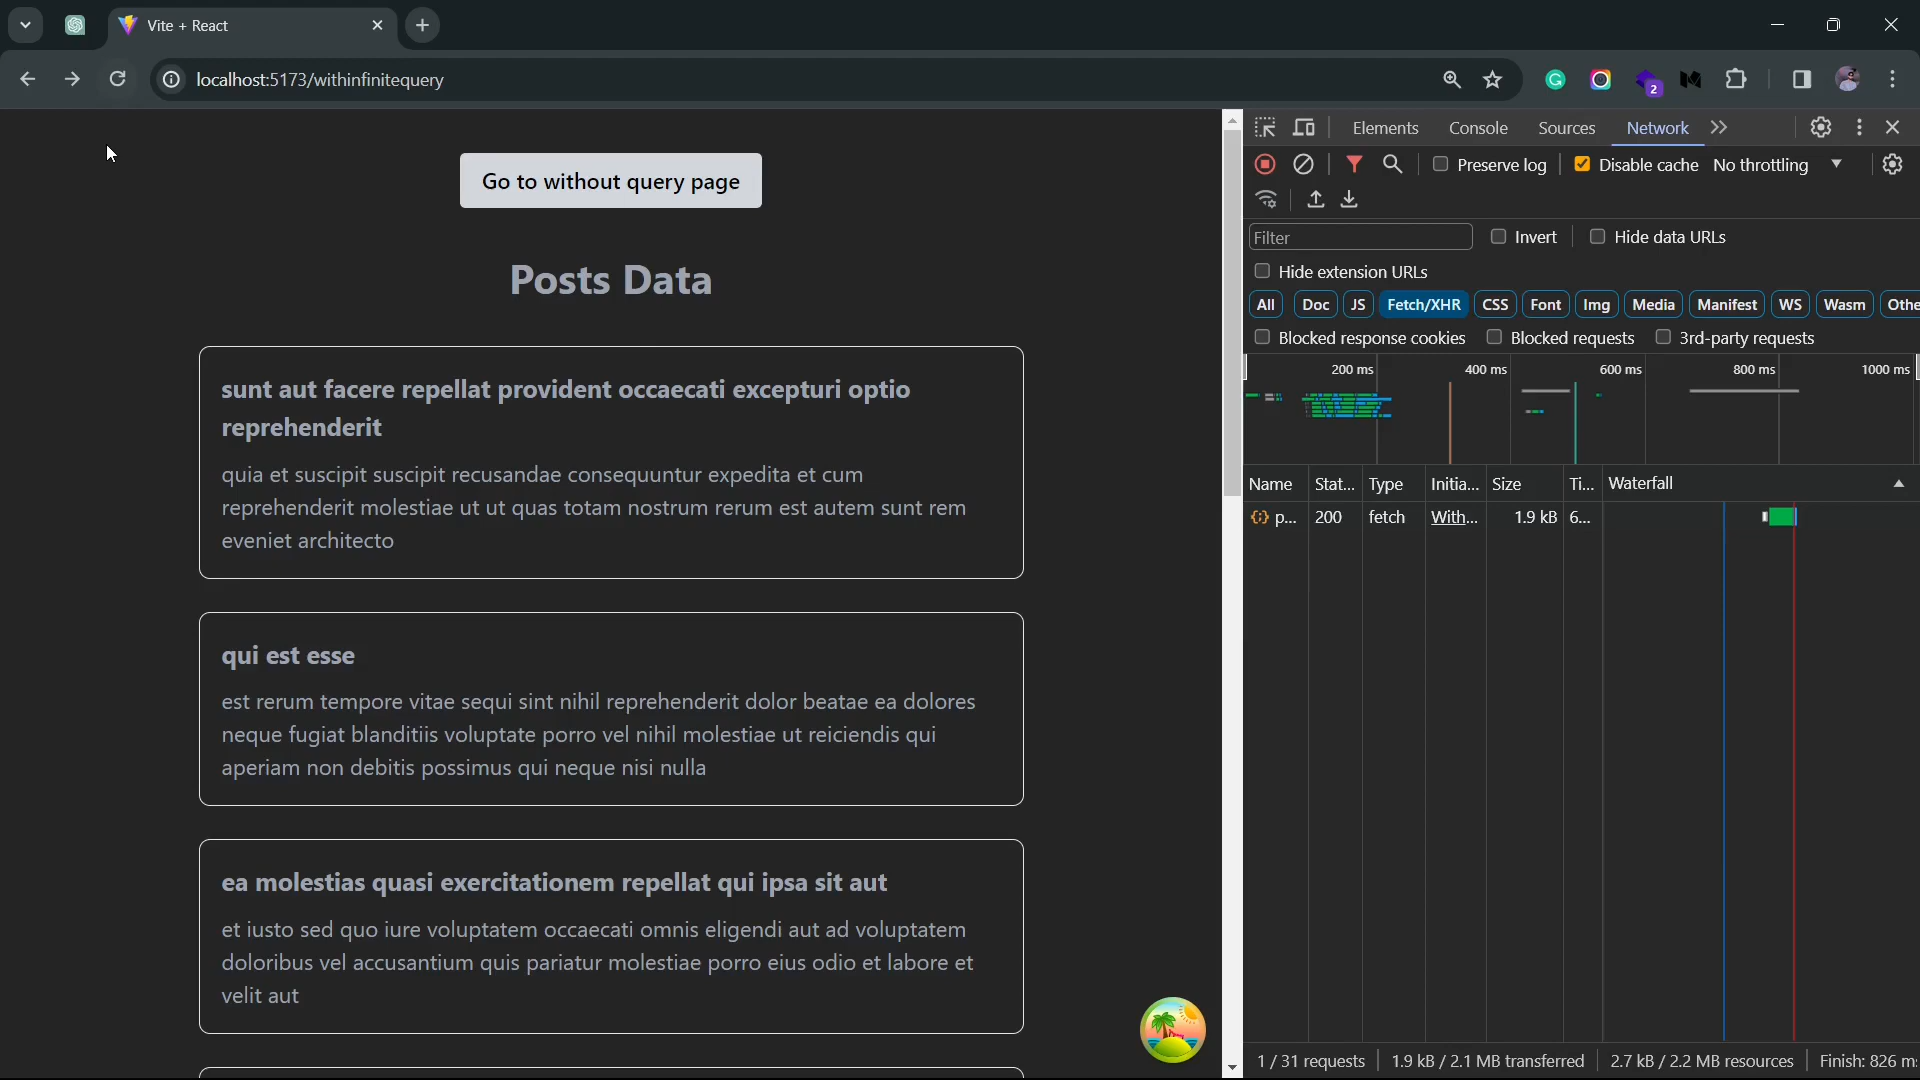 Vite + React
localhost:5173/withinfinitequery
2
Go to without query page
Posts Data
sunt aut facere repellat provident occaecati excepturi optio
reprehenderit
quia et suscipit suscipit recusandae consequuntur expedita et cum
reprehenderit molestiae ut ut quas totam nostrum rerum est autem sunt rem
eveniet architecto
qui est esse
est rerum tempore vitae sequi sint nihil reprehenderit dolor beatae ea dolores
neque fugiat blanditiis voluptate porro vel nihil molestiae ut reiciendis qui
aperiam non debitis possimus qui neque nisi nulla
ea molestias quasi exercitationem repellat qui ipsa sit aut
et iusto sed quo iure voluptatem occaecati omnis eligendi aut ad voluptatem
doloribus vel accusantium quis pariatur molestiae porro eius odio et labore et
velit aut
Elements Console Sources Network
Preserve log Disable cache No throttling
Filter Invert Hide data URLs
Hide extension URLs
All Doc JS Fetch/XHR CSS Font Img Media Manifest WS Wasm Othe
Blocked response cookies Blocked requests 3rd-party requests
200 ms 400 ms 600 ms 800 ms 1000 ms
Name Stat... Type Initia... Size Ti... Waterfall
p... 200 fetch With... 1.9 kB 6...
1 / 31 requests 1.9 kB / 2.1 MB transferred 2.7 kB / 2.2 MB resources Finish: 826 m